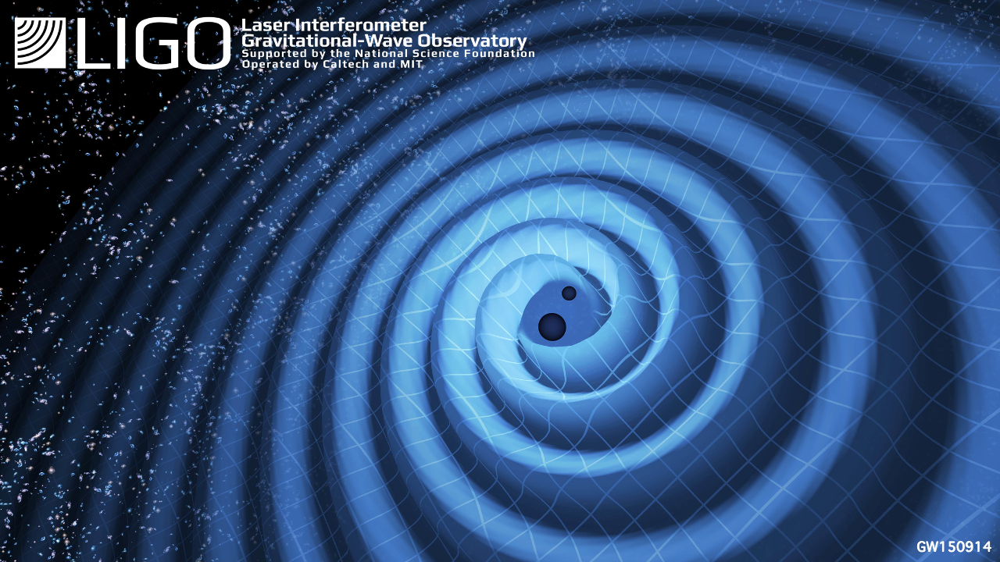 LIGO
Laser Interferometer
Gravitational-Wave Observatory
Supported by the National Science Foundation
Operated by Caltech and MIT
GW150914